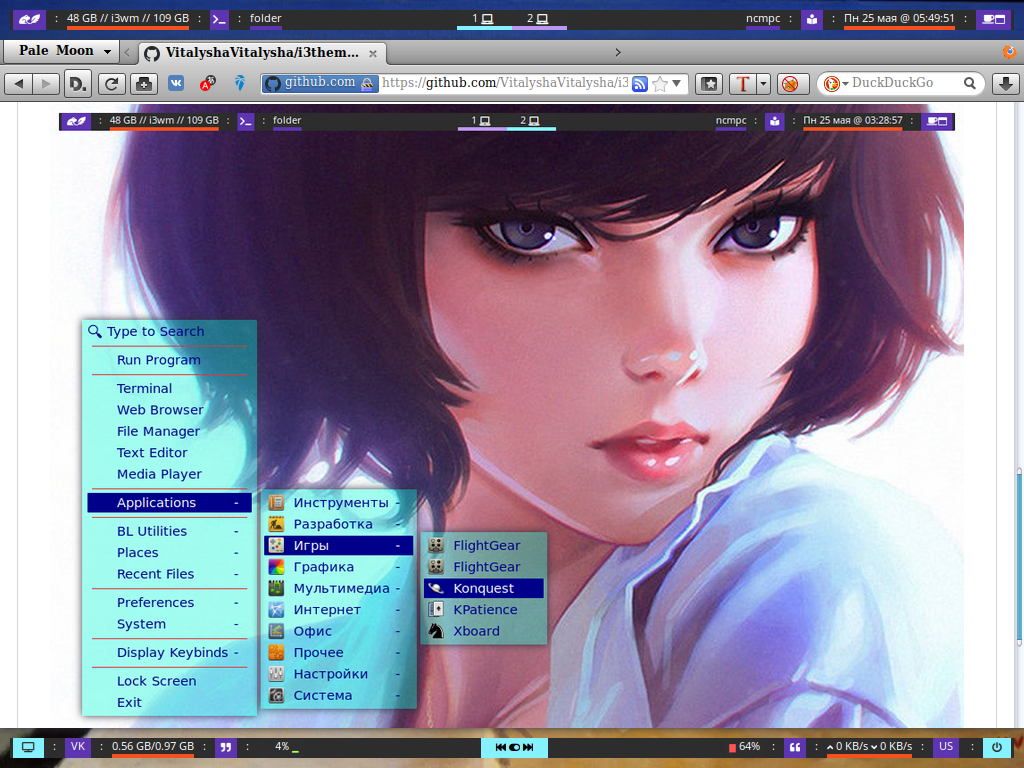 : 48 GB // i3wm // 109 GB : >_ : folder 1 2 ncmpc : : Пн 25 мая @ 05:49:51 :
Pale Moon VitalyshaVitalysha/i3them...
D. ABP T
github.com https://github.com/VitalyshaVitalysha/i3 DuckDuckGo
: 48 GB // i3wm // 109 GB : >_ : folder 1 2 ncmpc : : Пн 25 мая @ 03:28:57 :
Type to Search
Run Program
Terminal
Web Browser
File Manager
Text Editor
Media Player
Applications -
BL Utilities -
Places -
Recent Files -
Preferences -
System -
Display Keybinds -
Lock Screen
Exit
Инструменты -
Разработка -
Игры -
Графика -
Мультимедиа -
Интернет -
Офис -
Прочее -
Настройки -
Система -
FlightGear
FlightGear
Konquest
KPatience
Xboard
: VK : 0.56 GB/0.97 GB : : 4% _ 64% : : 0 KB/s 0 KB/s : US :